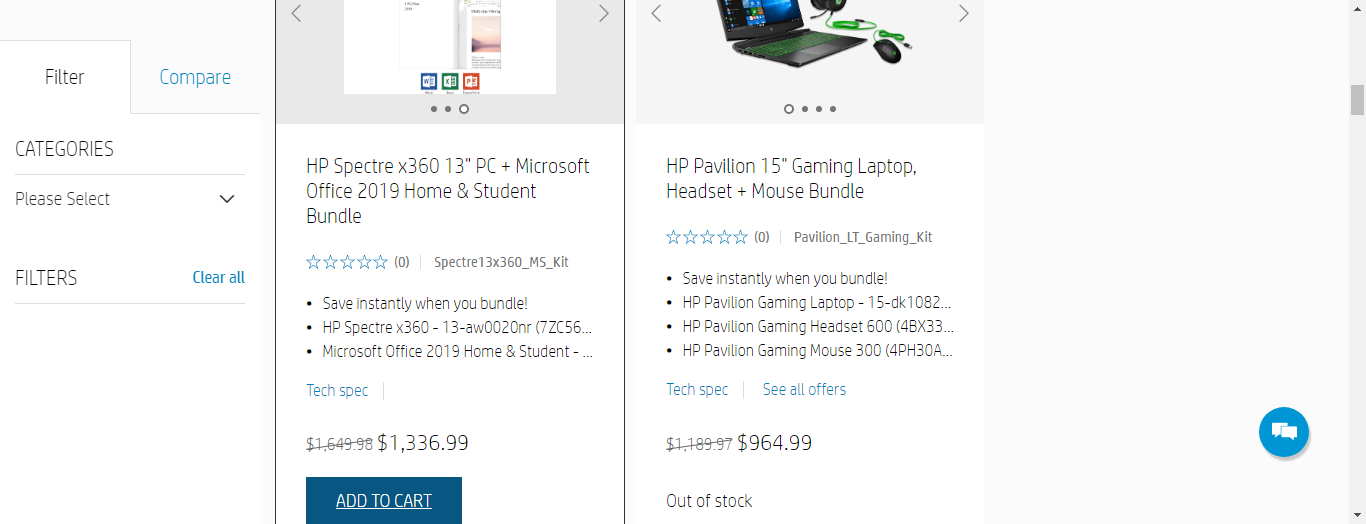 Filter
Compare
CATEGORIES
Please Select
FILTERS
Clear all
2019
Word
Excel
PowerPoint
HP Spectre x360 13" PC + Microsoft
Office 2019 Home & Student
Bundle
(0)
Spectre13x360_MS_Kit
Save instantly when you bundle!
HP Spectre x360 - 13-aw0020nr (7ZC56...
Microsoft Office 2019 Home & Student - ...
Tech spec
$1,649.98 $1,336.99
ADD TO CART
HP Pavilion 15" Gaming Laptop,
Headset + Mouse Bundle
(0)
Pavilion_LT_Gaming_Kit
Save instantly when you bundle!
HP Pavilion Gaming Laptop - 15-dk1082...
HP Pavilion Gaming Headset 600 (4BX33...
HP Pavilion Gaming Mouse 300 (4PH30A...
Tech spec
See all offers
$1,189.97 $964.99
Out of stock